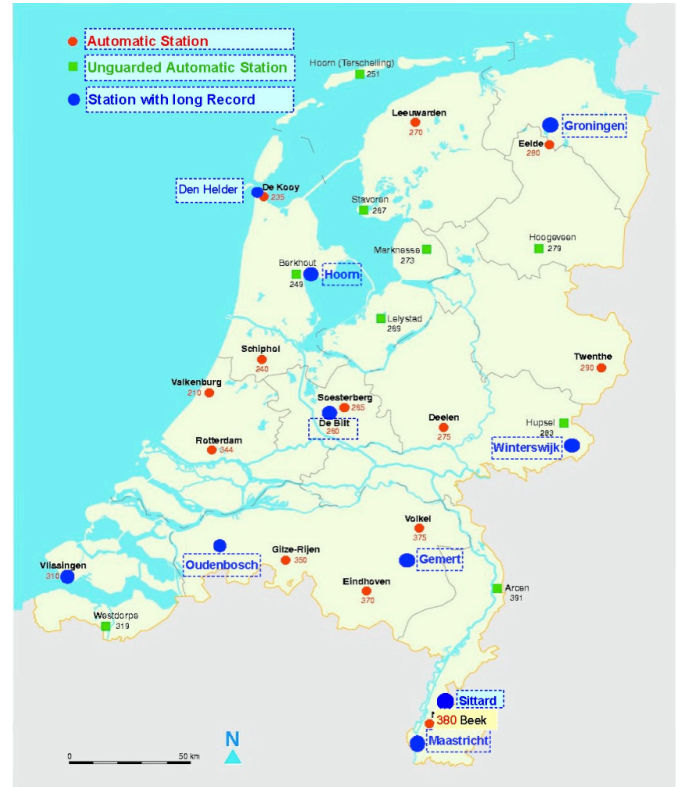 Automatic Station
Unguarded Automatic Station
Station with long Record
Hoorn (Terschelling)
251
Leeuwarden
270
Groningen
Eelde
280
Den Helder
De Kooy
235
Stavoren
267
Marknesse
273
Hoogeveen
279
Berkhout
249
Hoorn
Lelystad
269
Schiphol
240
Twenthe
290
Valkenburg
210
Soesterberg
265
De Bilt
260
Deelen
275
Hupsel
283
Rotterdam
344
Winterswijk
Volkel
375
Oudenbosch
Gilze-Rijen
350
Gemert
Vlissingen
310
Eindhoven
370
Arcen
391
Westdorpe
319
Sittard
380 Beek
Maastricht
N
0 50 km